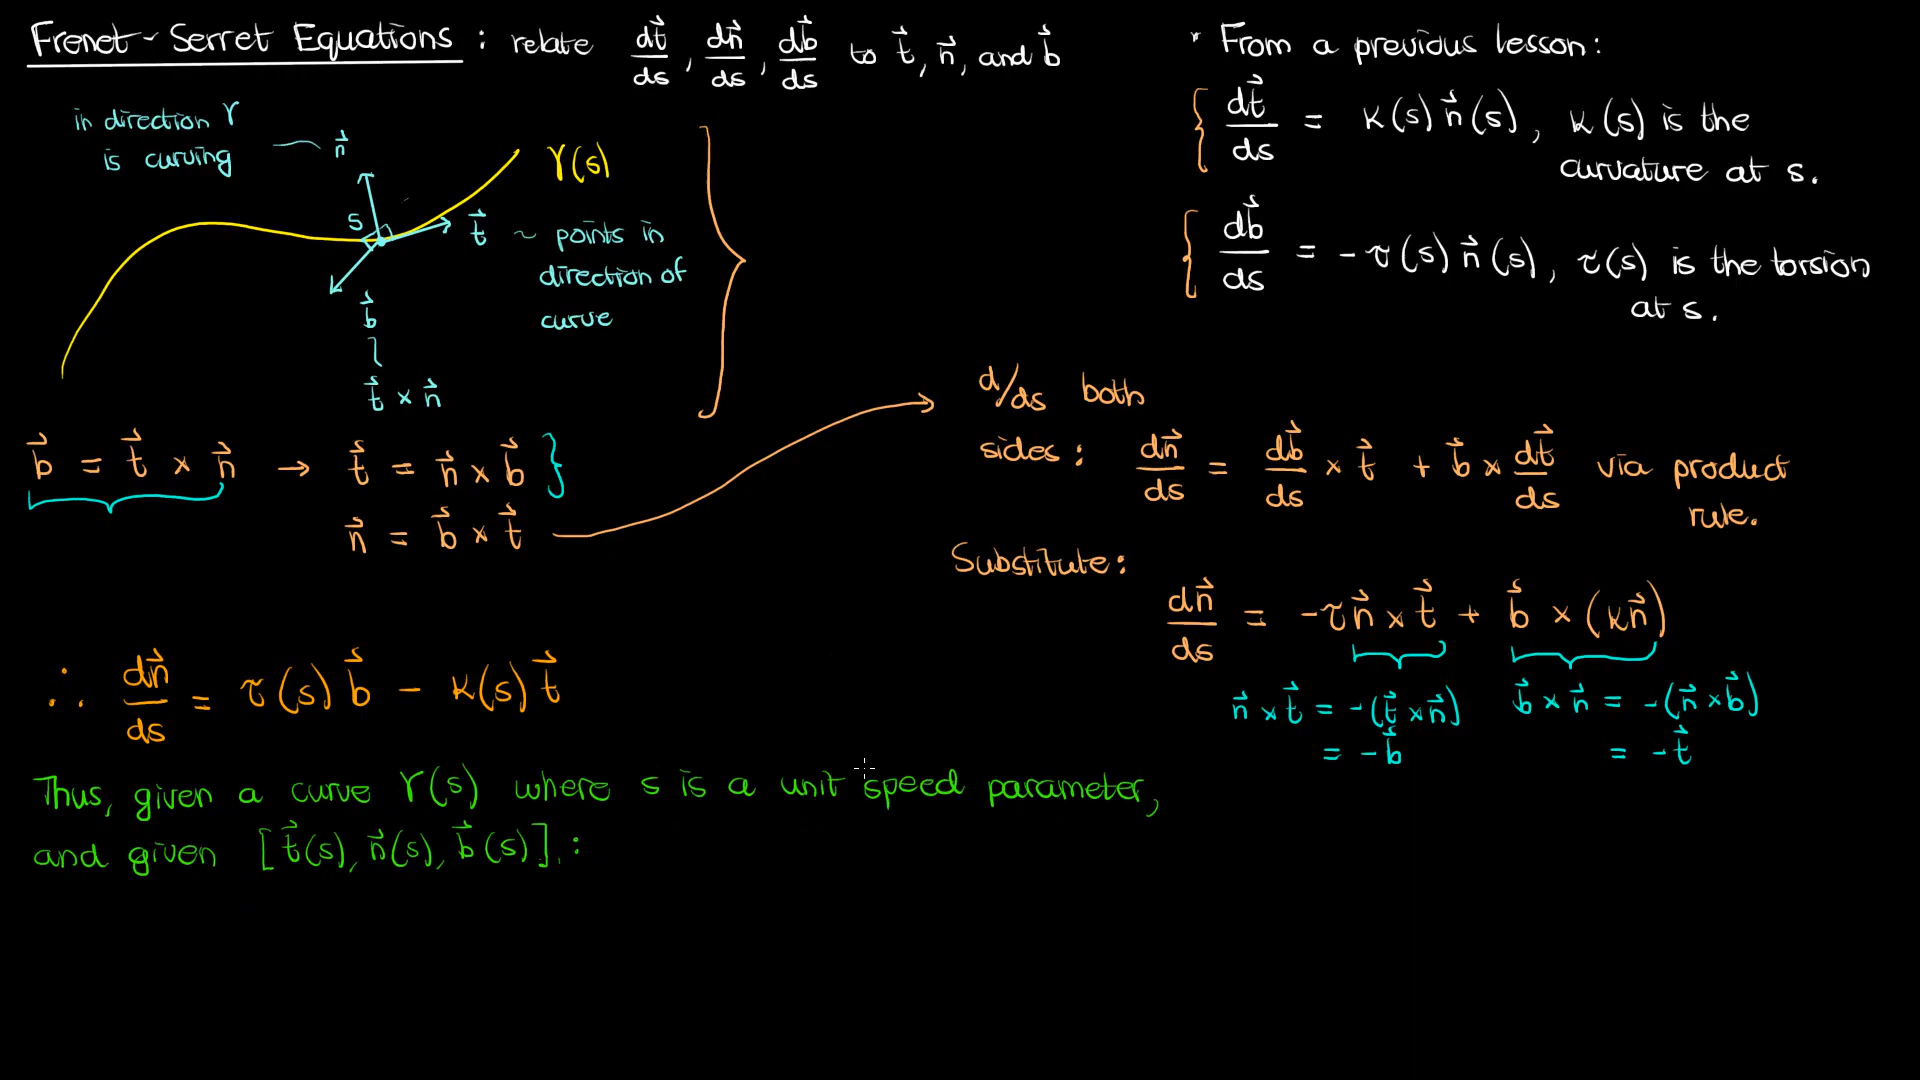 Frenet-Serret Equations : relate dt⃗/ds, dn⃗/ds, db⃗/ds to t⃗, n⃗, and b⃗
in direction γ
is curving
n⃗
γ(s)
s
t⃗ ~ points in
direction of
curve
b⃗
t⃗ × n⃗
b⃗ = t⃗ × n⃗ → t⃗ = n⃗ × b⃗
n⃗ = b⃗ × t⃗
∴ dn⃗/ds = τ(s) b⃗ - κ(s) t⃗
Thus, given a curve γ(s) where s is a unit speed parameter,
and given [t⃗(s), n⃗(s), b⃗(s)] :
From a previous lesson:
dt⃗/ds = κ(s) n⃗(s), κ(s) is the
curvature at s.
db⃗/ds = -τ(s) n⃗(s), τ(s) is the torsion
at s.
d/ds both
sides: dn⃗/ds = db⃗/ds × t⃗ + b⃗ × dt⃗/ds via product
rule.
Substitute:
dn⃗/ds = -τn⃗ × t⃗ + b⃗ × (κn⃗)
n⃗ × t⃗ = -(t⃗ × n⃗)
= -b⃗
b⃗ × n⃗ = -(n⃗ × b⃗)
= -t⃗